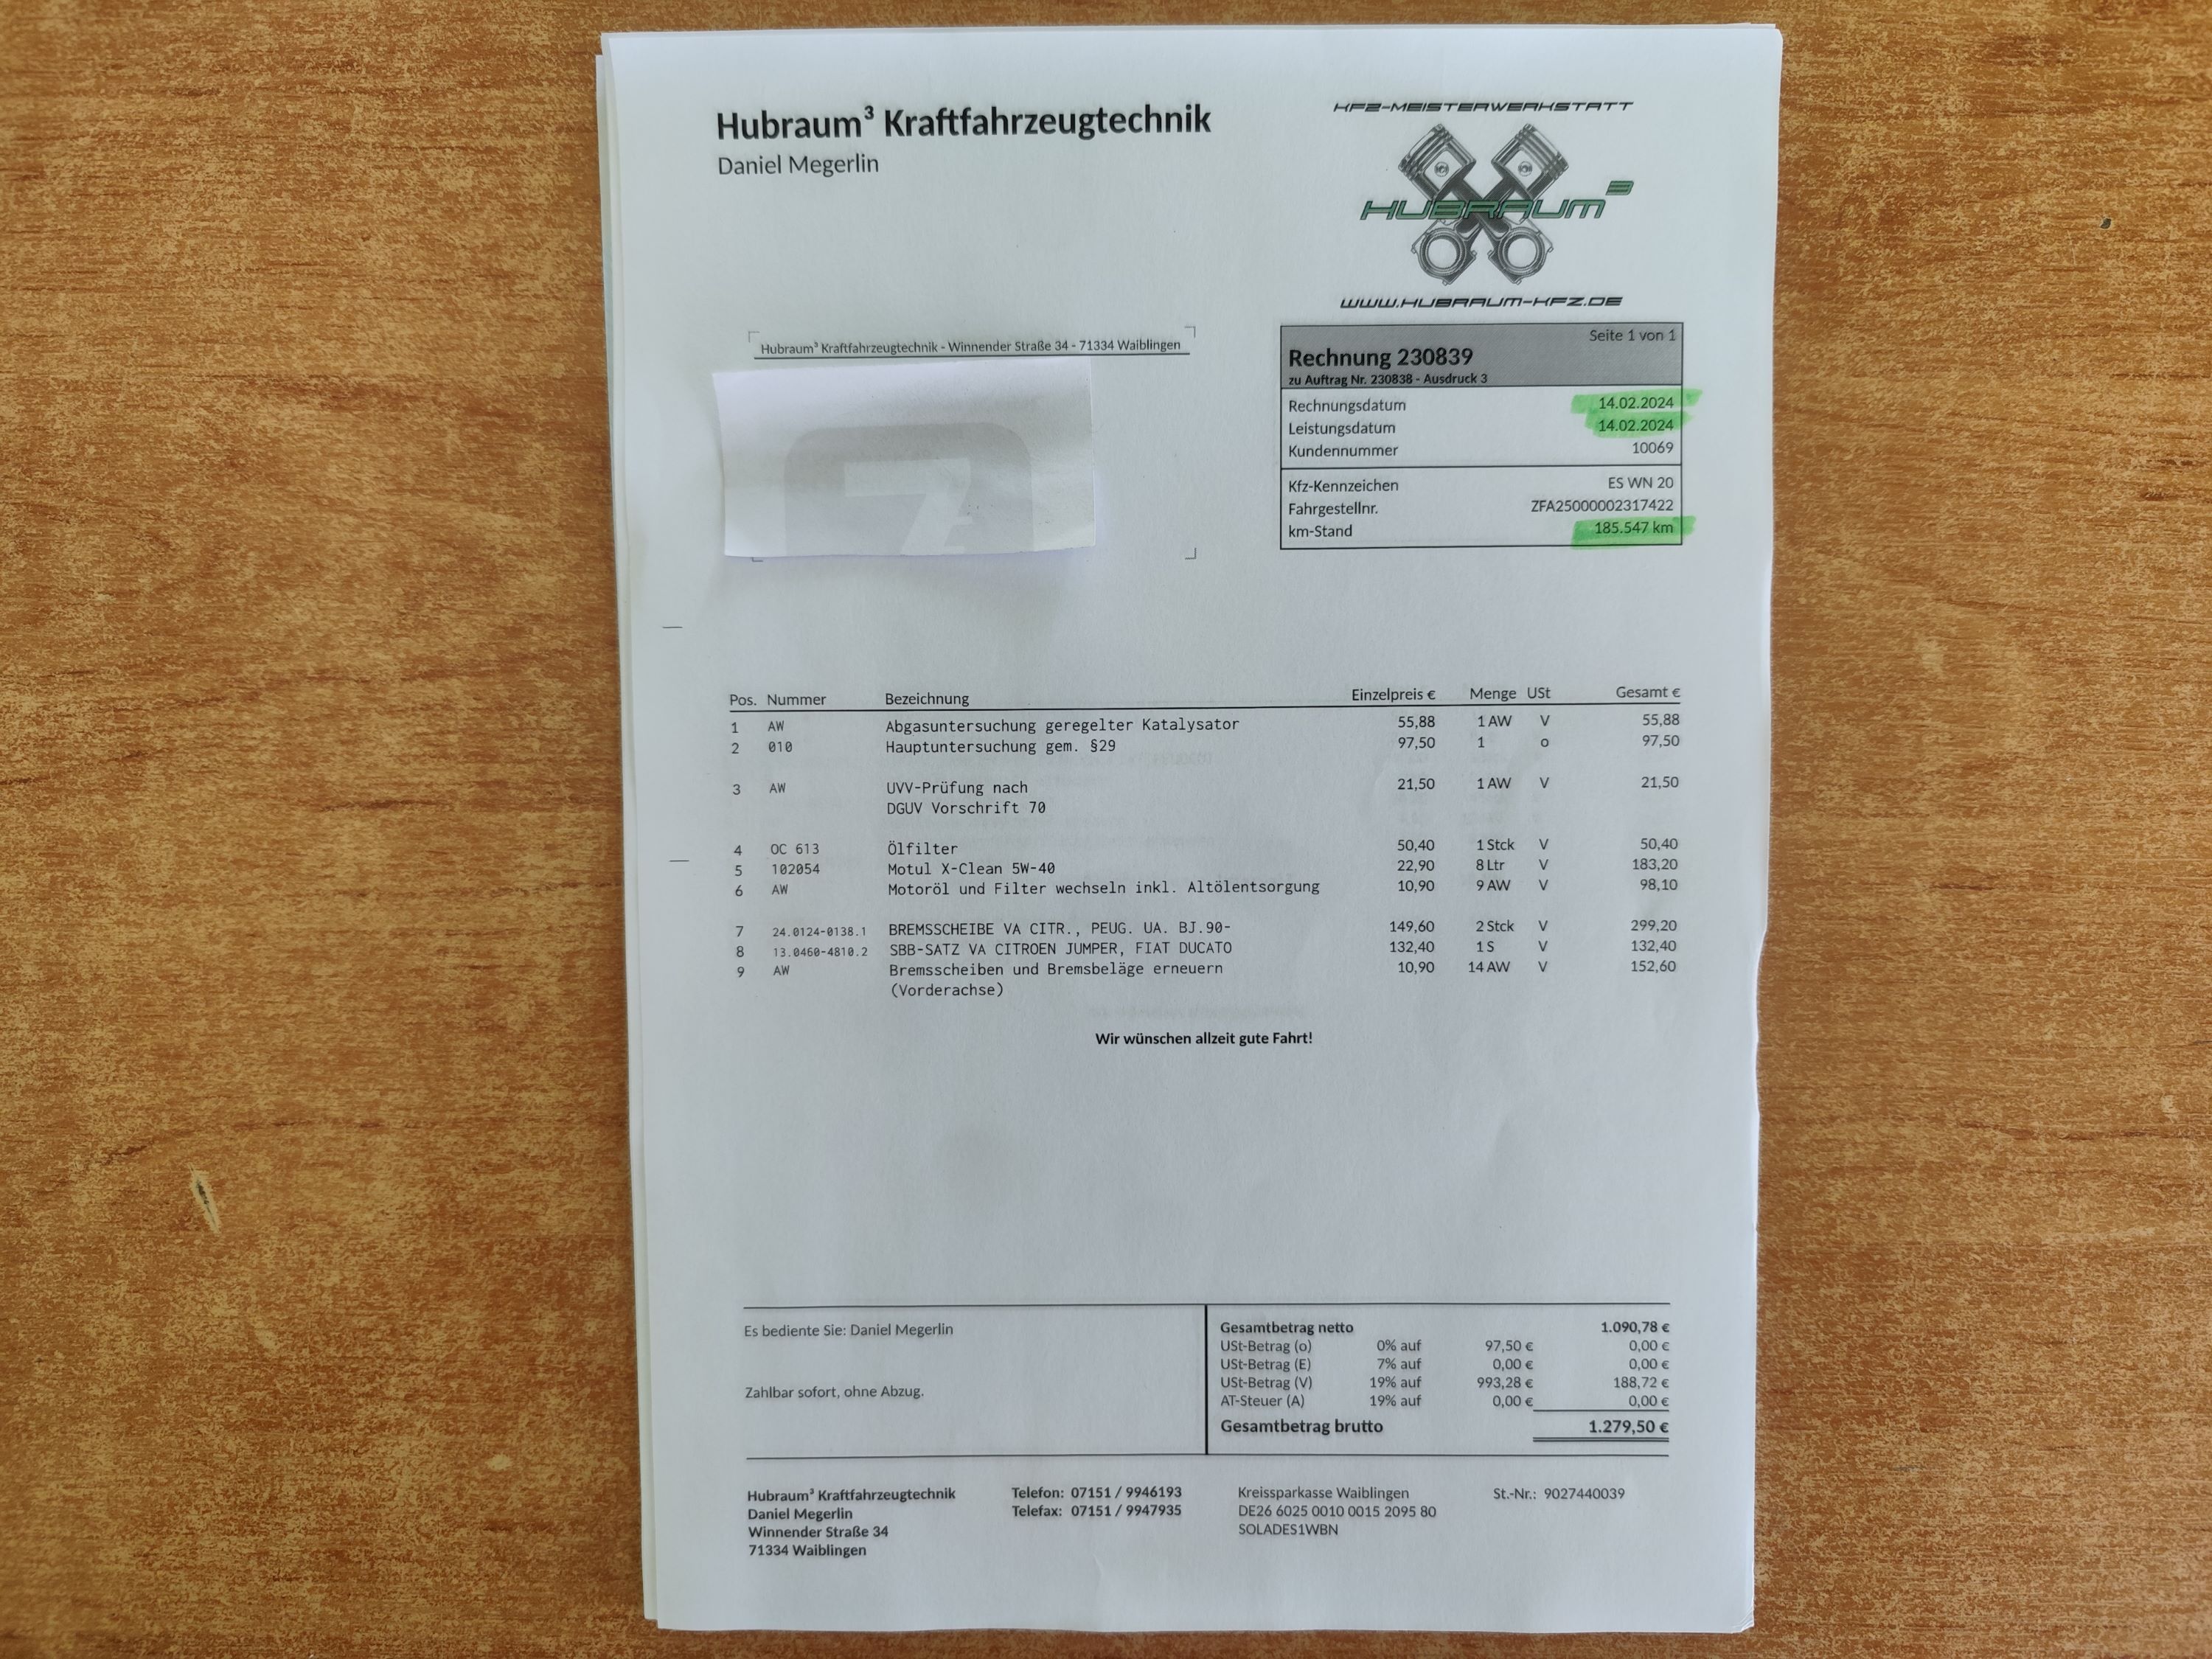 Hubraum³ Kraftfahrzeugtechnik
Daniel Megerlin
KFZ-MEISTERWERKSTATT
HUBRAUM³
WWW.HUBRAUM-KFZ.DE
Hubraum³ Kraftfahrzeugtechnik - Winnender Straße 34 - 71334 Waiblingen
Seite 1 von 1
Rechnung 230839
zu Auftrag Nr. 230838 - Ausdruck 3
Rechnungsdatum 14.02.2024
Leistungsdatum 14.02.2024
Kundennummer 10069
Kfz-Kennzeichen ES WN 20
Fahrgestellnr. ZFA25000002317422
km-Stand 185.547 km
Pos. Nummer Bezeichnung Einzelpreis € Menge USt Gesamt €
1 AW Abgasuntersuchung geregelter Katalysator 55,88 1 AW V 55,88
2 010 Hauptuntersuchung gem. §29 97,50 1 o 97,50
3 AW UVV-Prüfung nach 21,50 1 AW V 21,50
DGUV Vorschrift 70
4 OC 613 Ölfilter 50,40 1 Stck V 50,40
5 102054 Motul X-Clean 5W-40 22,90 8 Ltr V 183,20
6 AW Motoröl und Filter wechseln inkl. Altölentsorgung 10,90 9 AW V 98,10
7 24.0124-0138.1 BREMSSCHEIBE VA CITR., PEUG. UA. BJ.90- 149,60 2 Stck V 299,20
8 13.0460-4810.2 SBB-SATZ VA CITROEN JUMPER, FIAT DUCATO 132,40 1 S V 132,40
9 AW Bremsscheiben und Bremsbeläge erneuern 10,90 14 AW V 152,60
(Vorderachse)
Wir wünschen allzeit gute Fahrt!
Es bediente Sie: Daniel Megerlin
Zahlbar sofort, ohne Abzug.
Gesamtbetrag netto 1.090,78 €
USt-Betrag (o) 0% auf 97,50 € 0,00 €
USt-Betrag (E) 7% auf 0,00 € 0,00 €
USt-Betrag (V) 19% auf 993,28 € 188,72 €
AT-Steuer (A) 19% auf 0,00 € 0,00 €
Gesamtbetrag brutto 1.279,50 €
Hubraum³ Kraftfahrzeugtechnik
Daniel Megerlin
Winnender Straße 34
71334 Waiblingen
Telefon: 07151 / 9946193
Telefax: 07151 / 9947935
Kreissparkasse Waiblingen
DE26 6025 0010 0015 2095 80
SOLADES1WBN
St.-Nr.: 9027440039